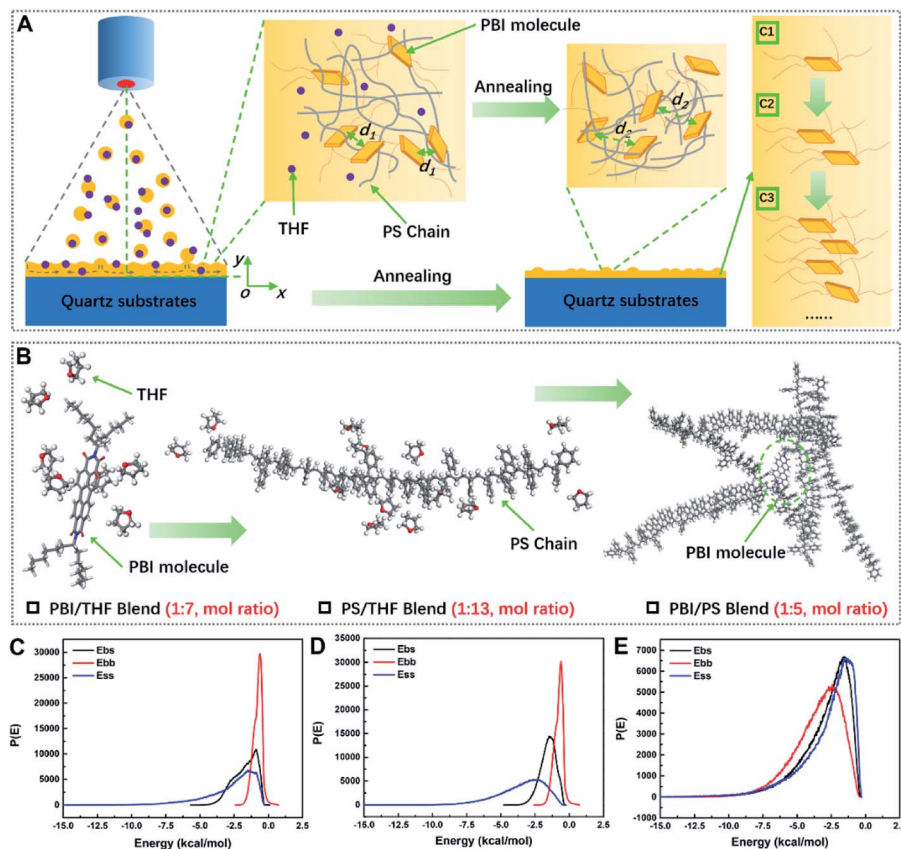 A
PBI molecule
Annealing
d1
d1
d2
d2
THF
PS Chain
C1
C2
C3
......
y
o
x
Annealing
Quartz substrates
Quartz substrates
B
THF
PBI molecule
PS Chain
PBI molecule
PBI/THF Blend (1:7, mol ratio)
PS/THF Blend (1:13, mol ratio)
PBI/PS Blend (1:5, mol ratio)
C
Ebs
Ebb
Ess
P(E)
30000
25000
20000
15000
10000
5000
0
-15.0 -12.5 -10.0 -7.5 -5.0 -2.5 0.0 2.5
Energy (kcal/mol)
D
Ebs
Ebb
Ess
P(E)
35000
30000
25000
20000
15000
10000
5000
0
-15.0 -12.5 -10.0 -7.5 -5.0 -2.5 0.0 2.5
Energy (kcal/mol)
E
Ebs
Ebb
Ess
P(E)
7000
6000
5000
4000
3000
2000
1000
0
-1000
-15.0 -12.5 -10.0 -7.5 -5.0 -2.5 0.0 2.5
Energy (kcal/mol)